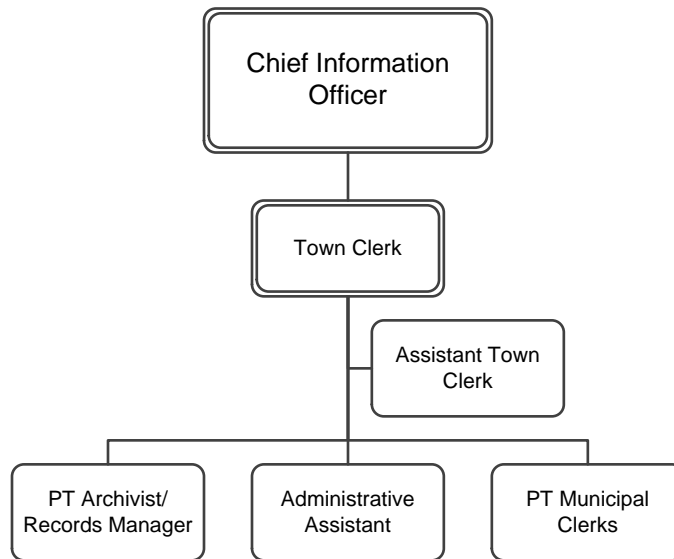 Chief Information
Officer
Town Clerk
Assistant Town
Clerk
PT Archivist/
Records Manager
Administrative
Assistant
PT Municipal
Clerks